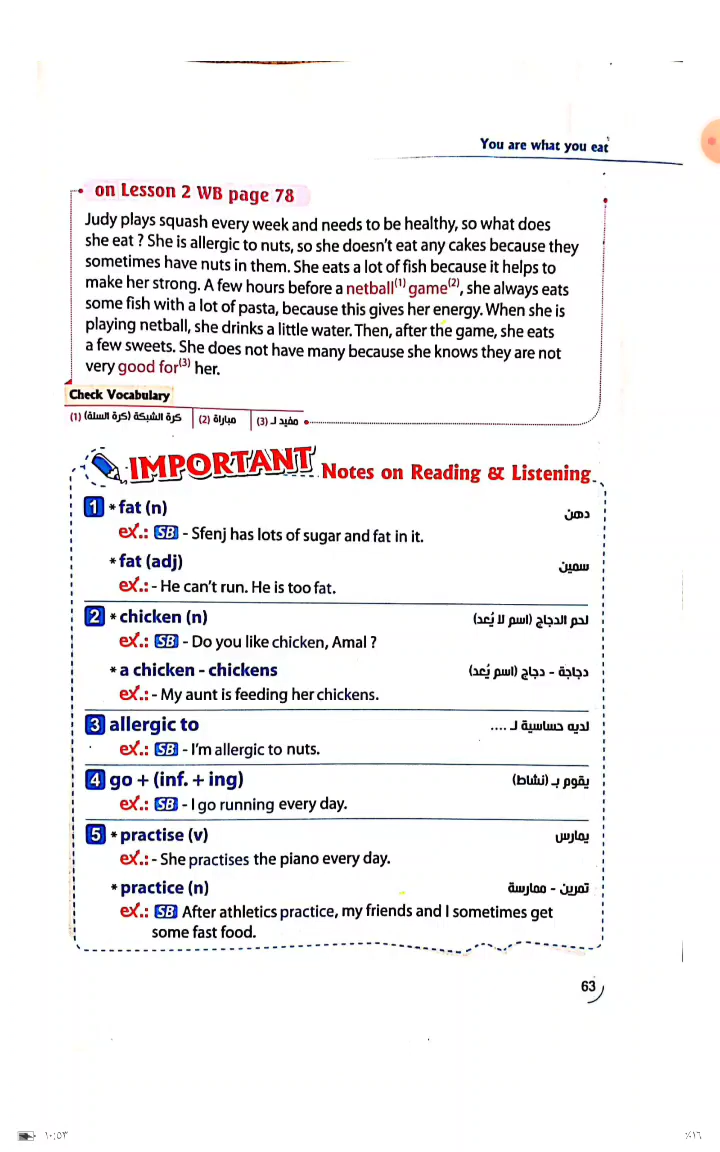 You are what you eat
on Lesson 2 WB page 78
Judy plays squash every week and needs to be healthy, so what does
she eat ? She is allergic to nuts, so she doesn't eat any cakes because they
sometimes have nuts in them. She eats a lot of fish because it helps to
make her strong. A few hours before a netball(1) game(2), she always eats
some fish with a lot of pasta, because this gives her energy. When she is
playing netball, she drinks a little water. Then, after the game, she eats
a few sweets. She does not have many because she knows they are not
very good for(3) her.
Check Vocabulary
(1) كرة الشبكة (كرة السلة) (2) مباراة (3) مفيد لـ
IMPORTANT Notes on Reading & Listening
1 * fat (n) دهن
ex.: SB - Sfenj has lots of sugar and fat in it.
* fat (adj) سمين
ex.: - He can't run. He is too fat.
2 * chicken (n) لحم الدجاج (اسم لا يُعد)
ex.: SB - Do you like chicken, Amal ?
* a chicken - chickens دجاجة - دجاج (اسم يُعد)
ex.: - My aunt is feeding her chickens.
3 allergic to لديه حساسية لـ ....
ex.: SB - I'm allergic to nuts.
4 go + (inf. + ing) يقوم بـ (نشاط)
ex.: SB - I go running every day.
5 * practise (v) يمارس
ex.: - She practises the piano every day.
* practice (n) تمرين - ممارسة
ex.: SB After athletics practice, my friends and I sometimes get
some fast food.
63
١٠:٥٣ ٪١٦